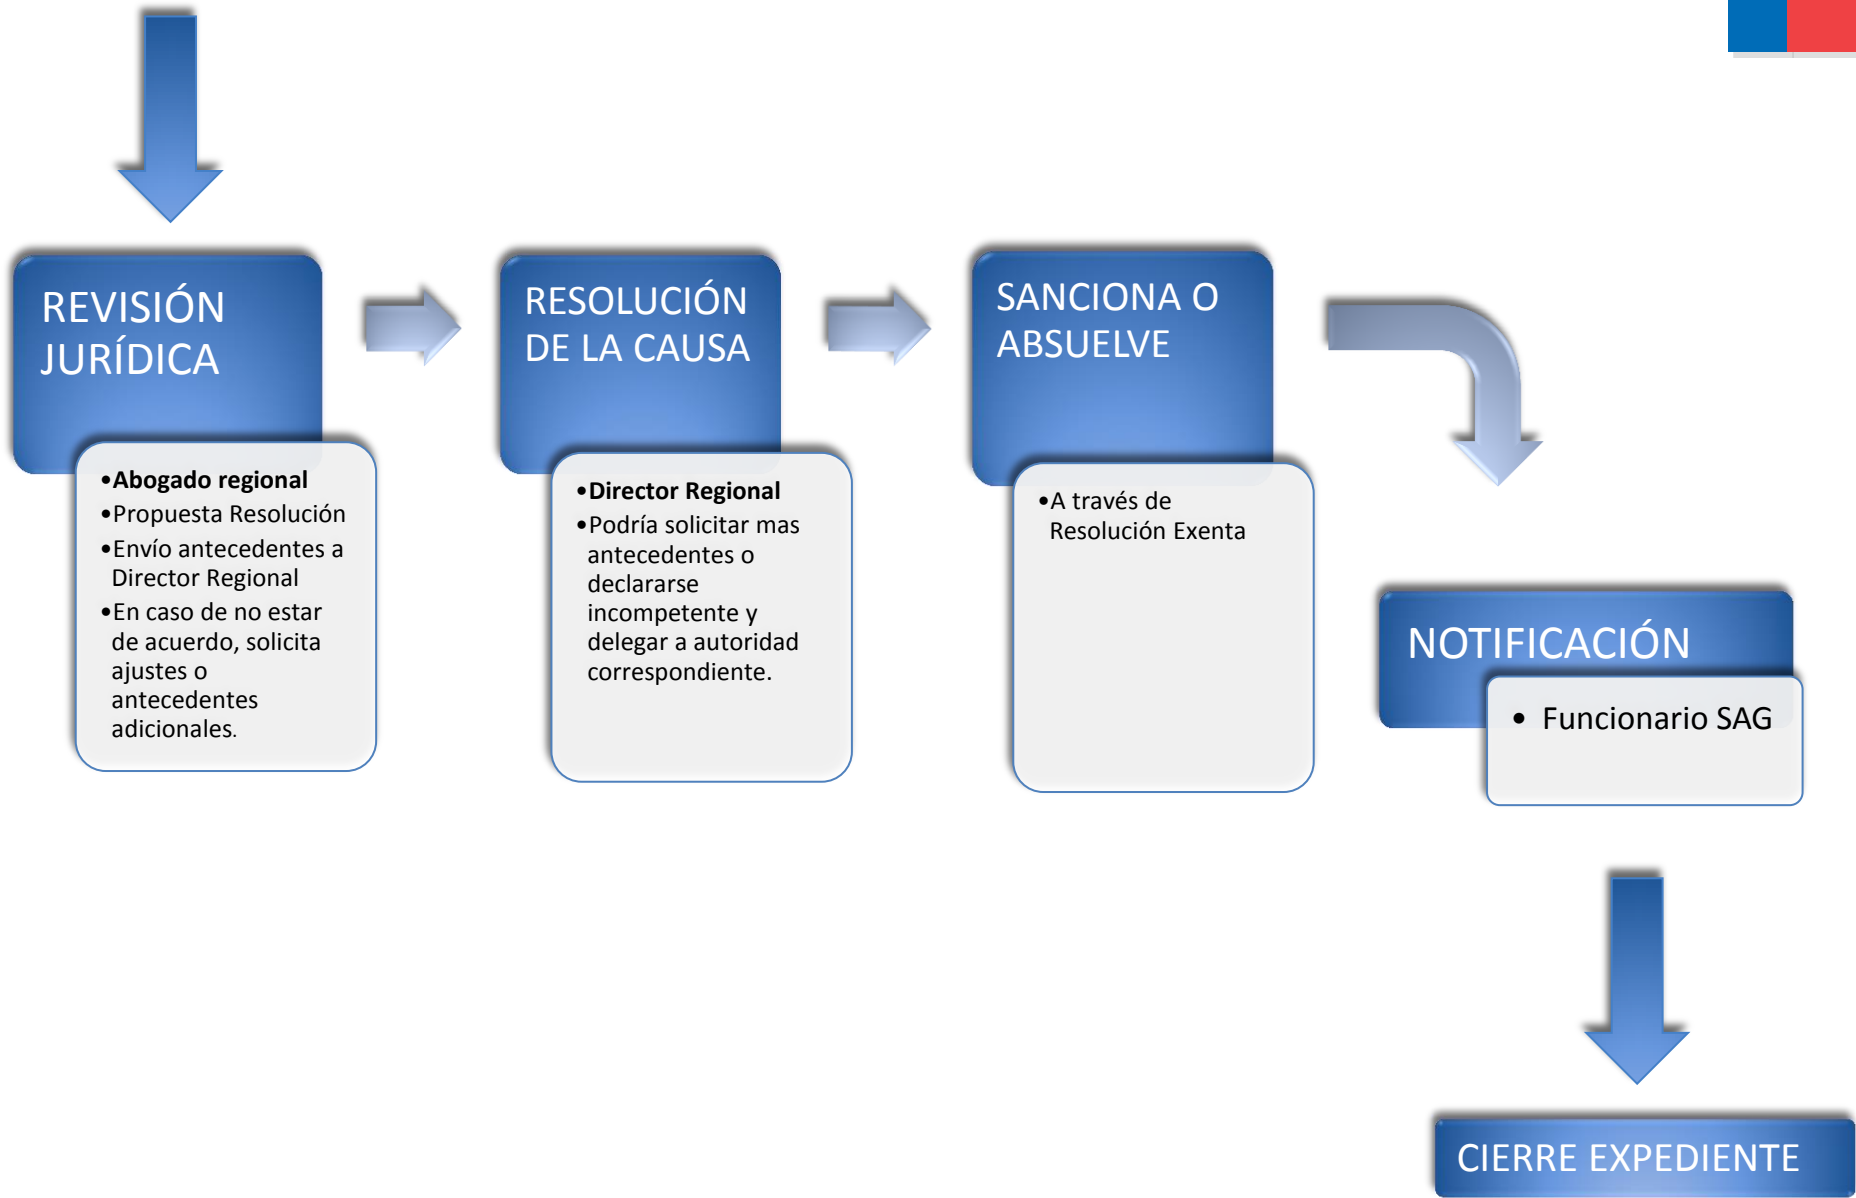 REVISIÓN
JURÍDICA
•Abogado regional
•Propuesta Resolución
•Envío antecedentes a
Director Regional
•En caso de no estar
de acuerdo, solicita
ajustes o
antecedentes
adicionales.
RESOLUCIÓN
DE LA CAUSA
•Director Regional
•Podría solicitar mas
antecedentes o
declararse
incompetente y
delegar a autoridad
correspondiente.
SANCIONA O
ABSUELVE
•A través de
Resolución Exenta
NOTIFICACIÓN
• Funcionario SAG
CIERRE EXPEDIENTE